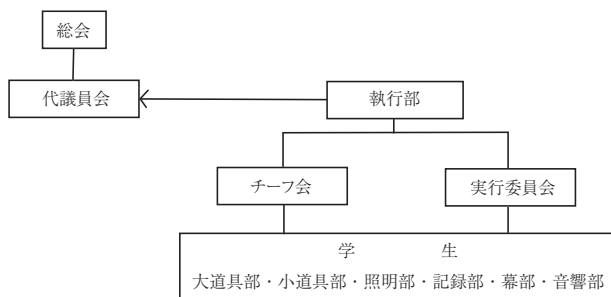 総会
代議員会
執行部
チーフ会
実行委員会
学生
大道具部・小道具部・照明部・記録部・幕部・音響部